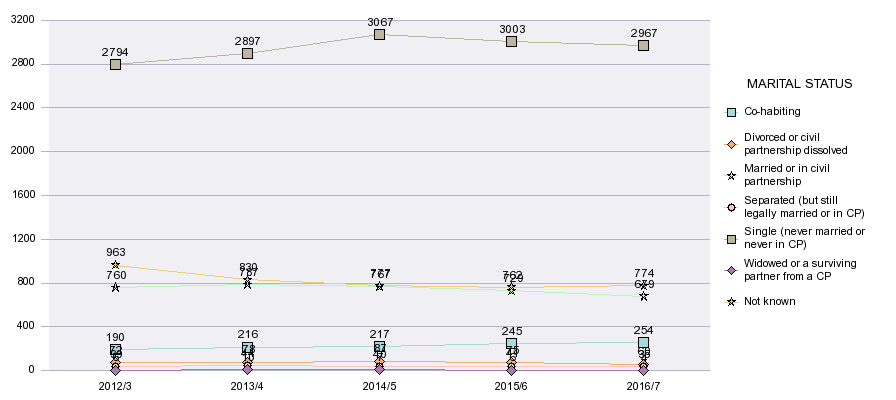 3200
2800
2400
2000
1600
1200
800
400
0
2794
2897
3067
3003
2967
963
830
777
762
774
760
787
767
729
679
190
216
217
245
254
2012/3
2013/4
2014/5
2015/6
2016/7
MARITAL STATUS
Co-habiting
Divorced or civil
partnership dissolved
Married or in civil
partnership
Separated (but still
legally married or in CP)
Single (never married or
never in CP)
Widowed or a surviving
partner from a CP
Not known